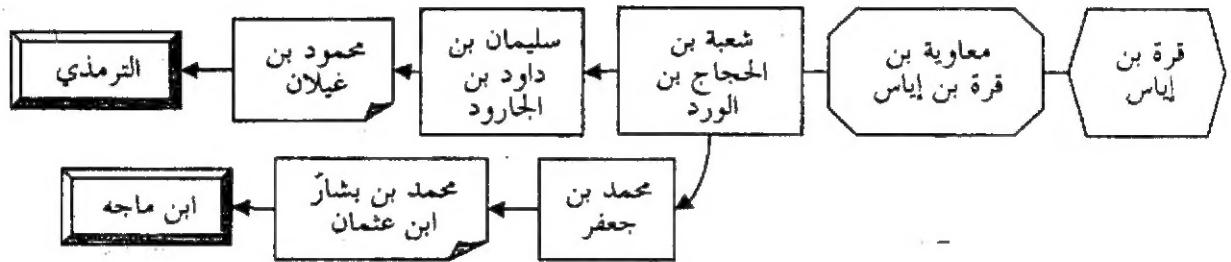 قرة بن
إياس
معاوية بن
قرة بن إياس
شعبة بن
الحجاج بن
الورد
سليمان بن
داود بن
الجارود
محمود بن
غيلان
الترمذي
محمد بن
جعفر
محمد بن بشار
ابن عثمان
ابن ماجه